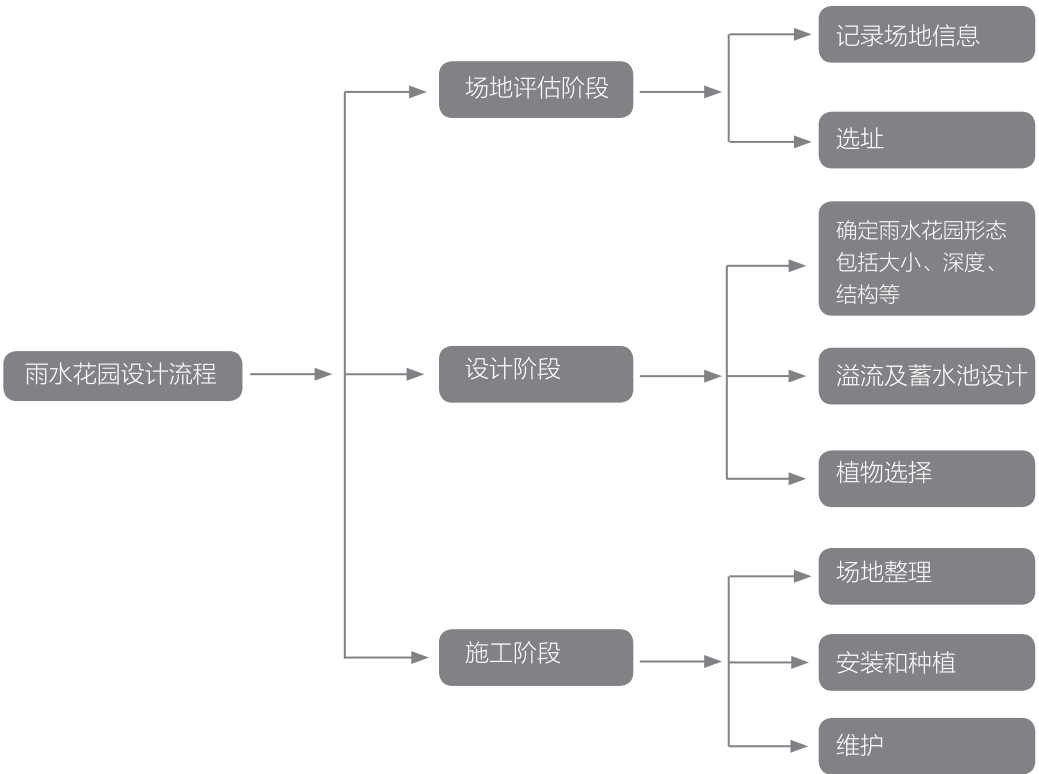 雨水花园设计流程
场地评估阶段
记录场地信息
选址
设计阶段
确定雨水花园形态
包括大小、深度、
结构等
溢流及蓄水池设计
植物选择
施工阶段
场地整理
安装和种植
维护